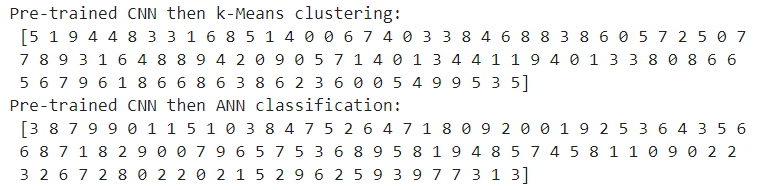 Pre-trained CNN then k-Means clustering:
[5 1 9 4 4 8 3 3 1 6 8 5 1 4 0 0 6 7 4 0 3 3 8 4 6 8 8 3 8 6 0 5 7 2 5 0 7
7 8 9 3 1 6 4 8 8 9 4 2 0 9 0 5 7 1 4 0 1 3 4 4 1 1 9 4 0 1 3 3 8 0 8 6 6
5 6 7 9 6 1 8 6 6 8 6 3 8 6 2 3 6 0 0 5 4 9 9 5 3 5]
Pre-trained CNN then ANN classification:
[3 8 7 9 9 0 1 1 5 1 0 3 8 4 7 5 2 6 4 7 1 8 0 9 2 0 0 1 9 2 5 3 6 4 3 5 6
6 8 7 1 8 2 9 0 0 7 9 6 5 7 5 3 6 8 9 5 8 1 9 4 8 5 7 4 5 8 1 1 0 9 0 2 2
3 2 6 7 2 8 0 2 2 0 2 1 5 2 9 6 2 5 9 3 9 7 7 3 1 3]